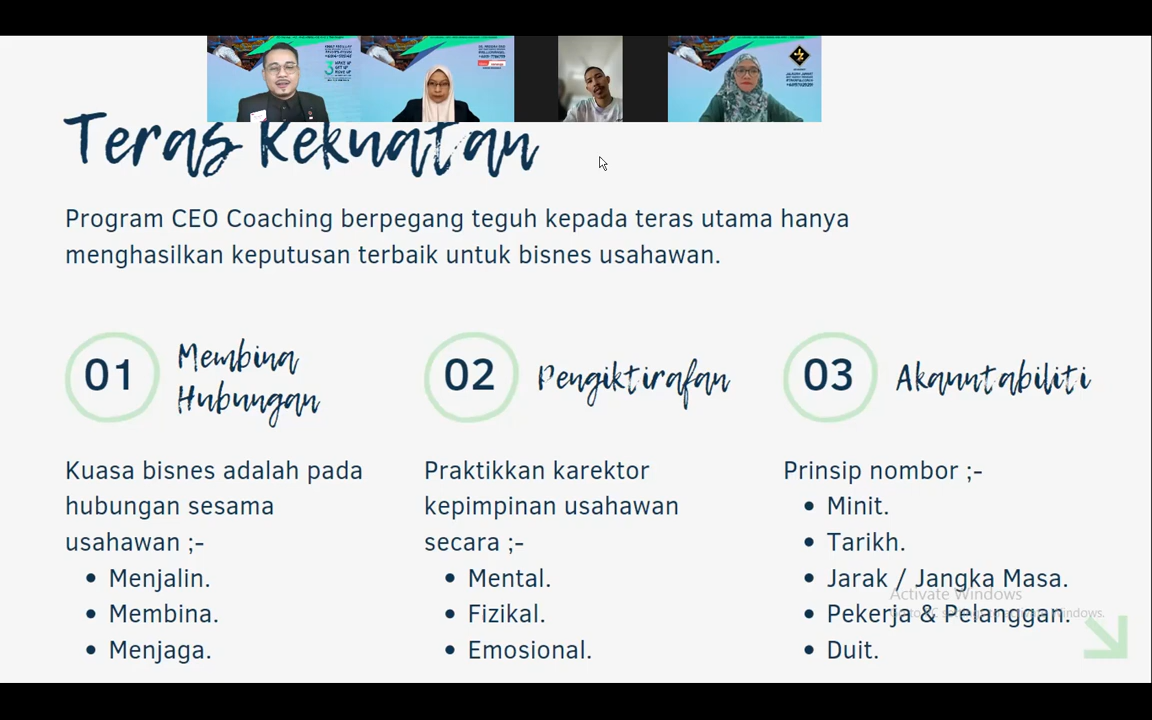 Teras Kekuatan
Program CEO Coaching berpegang teguh kepada teras utama hanya
menghasilkan keputusan terbaik untuk bisnes usahawan.
01
Membina
Hubungan
Kuasa bisnes adalah pada
hubungan sesama
usahawan ;-
Menjalin.
Membina.
Menjaga.
02
Pengiktirafan
Praktikkan karektor
kepimpinan usahawan
secara ;-
Mental.
Fizikal.
Emosional.
03
Akauntabiliti
Prinsip nombor ;-
Minit.
Tarikh.
Jarak / Jangka Masa.
Pekerja & Pelanggan.
Duit.
Activate Windows